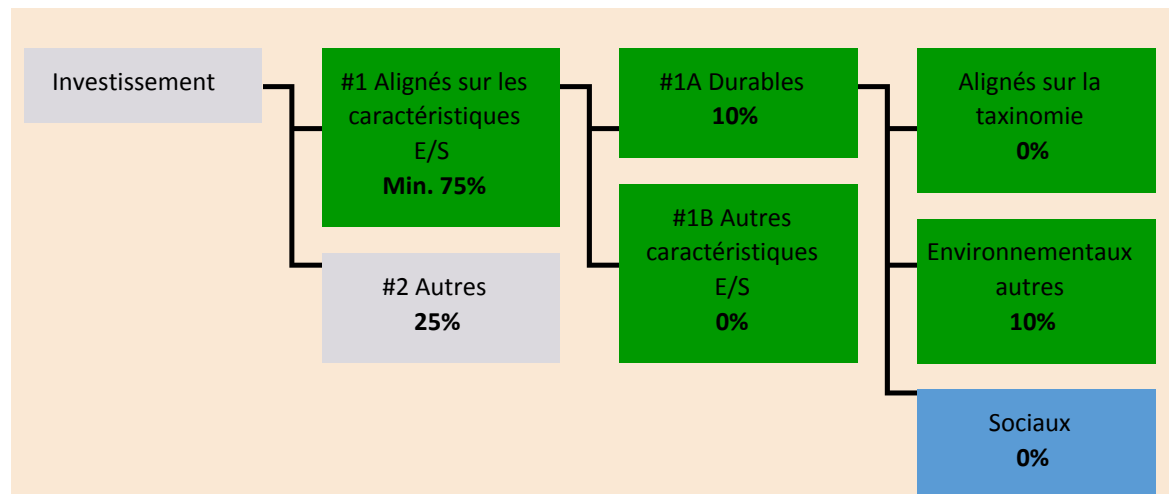 Investissement
#1 Alignés sur les
caractéristiques
E/S
Min. 75%
#2 Autres
25%
#1A Durables
10%
#1B Autres
caractéristiques
E/S
0%
Alignés sur la
taxinomie
0%
Environnementaux
autres
10%
Sociaux
0%